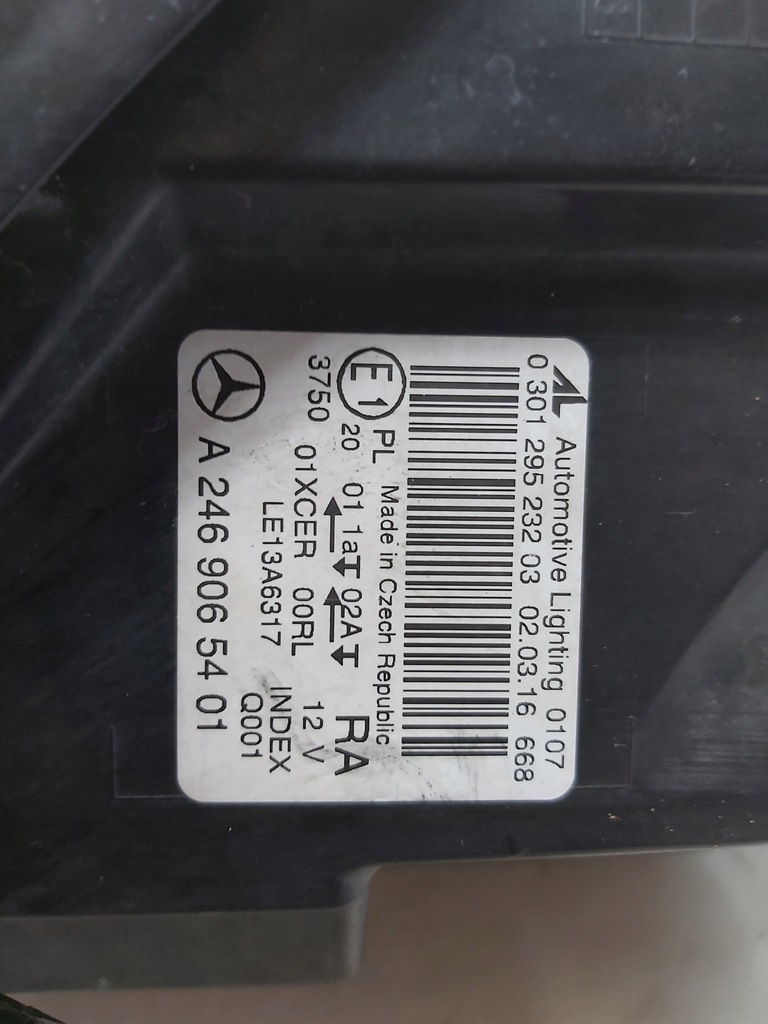 Automotive Lighting 0107
0 301 295 232 03 02.03.16 668
E1 PL Made in Czech Republic
20 01 1a 02A RA
3750 01XCER 00RL 12 V
LE13A6317 INDEX
Q001
A 246 906 54 01